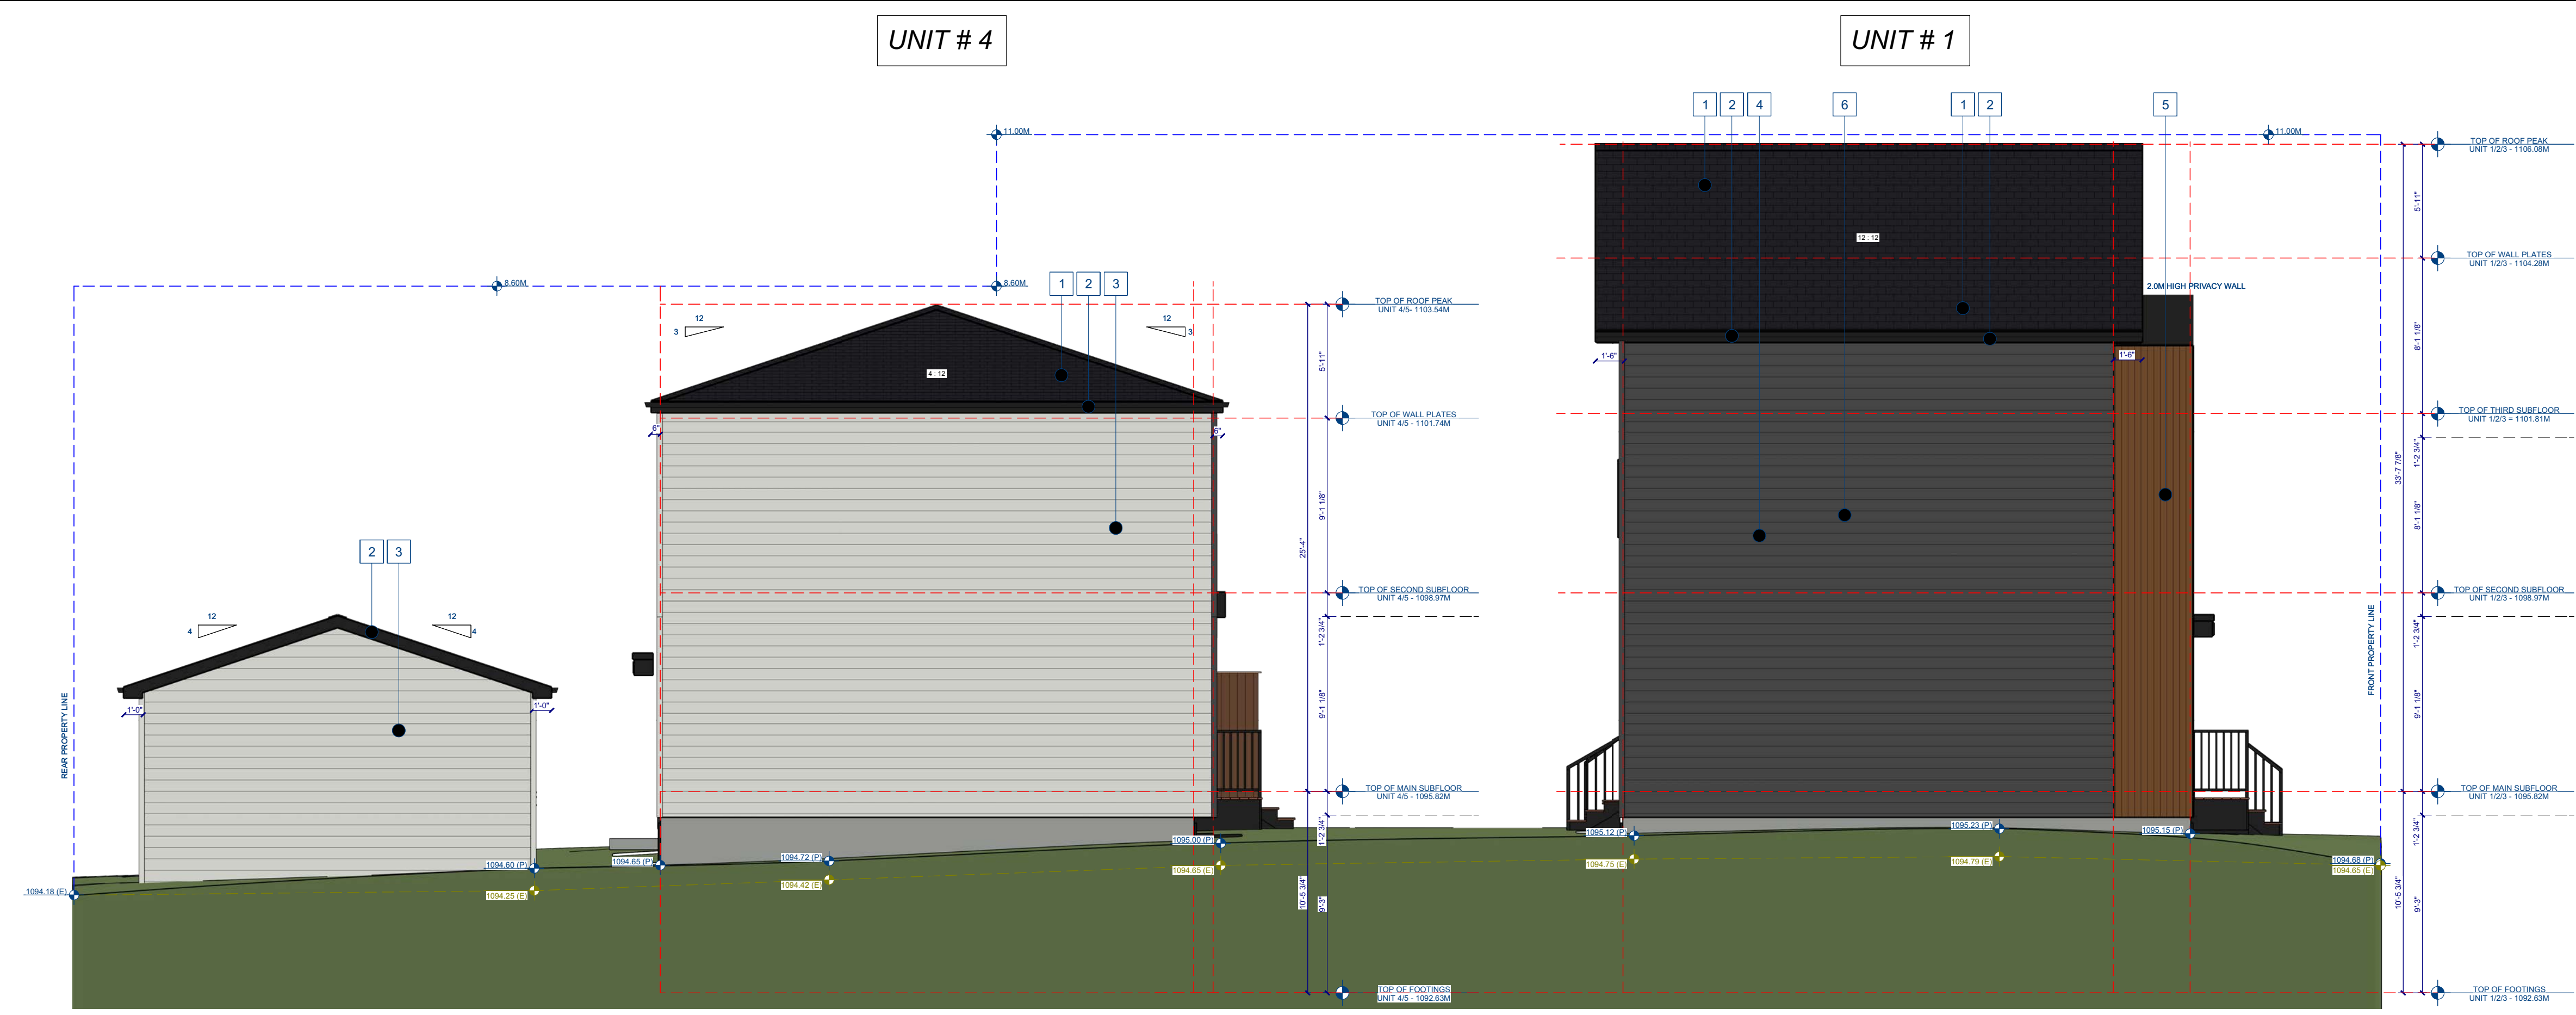 UNIT # 4
UNIT # 1
1 2 4 6 1 2 5
11.00M
11.00M
TOP OF ROOF PEAK
UNIT 1/2/3 - 1106.08M
5'-11"
12 : 12
TOP OF WALL PLATES
UNIT 1/2/3 - 1104.28M
8.60M
8.60M
1 2 3
2.0M HIGH PRIVACY WALL
TOP OF ROOF PEAK
UNIT 4/5- 1103.54M
12
3
12
3
8'-1 1/8"
5'-11"
1'-6"
1'-6"
4 : 12
TOP OF WALL PLATES
UNIT 4/5 - 1101.74M
TOP OF THIRD SUBFLOOR
UNIT 1/2/3 = 1101.81M
6"
6"
1'-2 3/4"
33'-7 7/8"
9'-1 1/8"
8'-1 1/8"
25'-4"
2 3
TOP OF SECOND SUBFLOOR
UNIT 4/5 - 1098.97M
TOP OF SECOND SUBFLOOR
UNIT 1/2/3 - 1098.97M
12
4
12
4
1'-2 3/4"
1'-2 3/4"
FRONT PROPERTY LINE
REAR PROPERTY LINE
1'-0"
1'-0"
9'-1 1/8"
9'-1 1/8"
TOP OF MAIN SUBFLOOR
UNIT 4/5 - 1095.82M
TOP OF MAIN SUBFLOOR
UNIT 1/2/3 - 1095.82M
1'-2 3/4"
1'-2 3/4"
1095.12 (P)
1095.23 (P)
1095.15 (P)
1095.00 (P)
1094.72 (P)
1094.65 (P)
1094.60 (P)
1094.68 (P)
1094.75 (E)
1094.79 (E)
1094.65 (E)
1094.65 (E)
1094.42 (E)
1094.25 (E)
1094.18 (E)
10'-5 3/4"
9'-3"
10'-5 3/4"
9'-3"
TOP OF FOOTINGS
UNIT 4/5 - 1092.63M
TOP OF FOOTINGS
UNIT 1/2/3 - 1092.63M